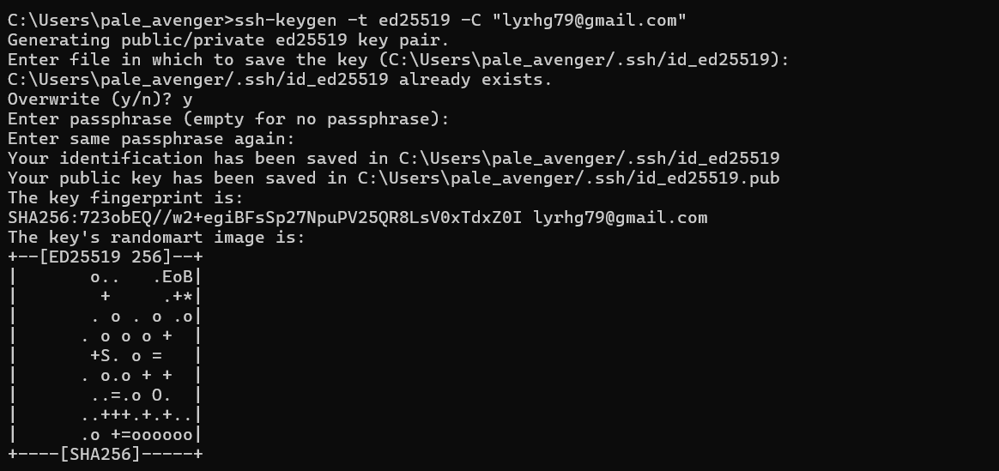 C:\Users\pale_avenger>ssh-keygen -t ed25519 -C "lyrhg79@gmail.com"
Generating public/private ed25519 key pair.
Enter file in which to save the key (C:\Users\pale_avenger/.ssh/id_ed25519):
C:\Users\pale_avenger/.ssh/id_ed25519 already exists.
Overwrite (y/n)? y
Enter passphrase (empty for no passphrase):
Enter same passphrase again:
Your identification has been saved in C:\Users\pale_avenger/.ssh/id_ed25519
Your public key has been saved in C:\Users\pale_avenger/.ssh/id_ed25519.pub
The key fingerprint is:
SHA256:723obEQ//w2+egiBFsSp27NpuPV25QR8LsV0xTdxZ0I lyrhg79@gmail.com
The key's randomart image is:
+--[ED25519 256]--+
|       o..   .EoB|
|        +     .+*|
|       . o . o .o|
|      . o o o +  |
|       +S. o =   |
|      . o.o + +  |
|       ..=.o O.  |
|      ..+++.+.+..|
|      .o +=oooooo|
+----[SHA256]-----+